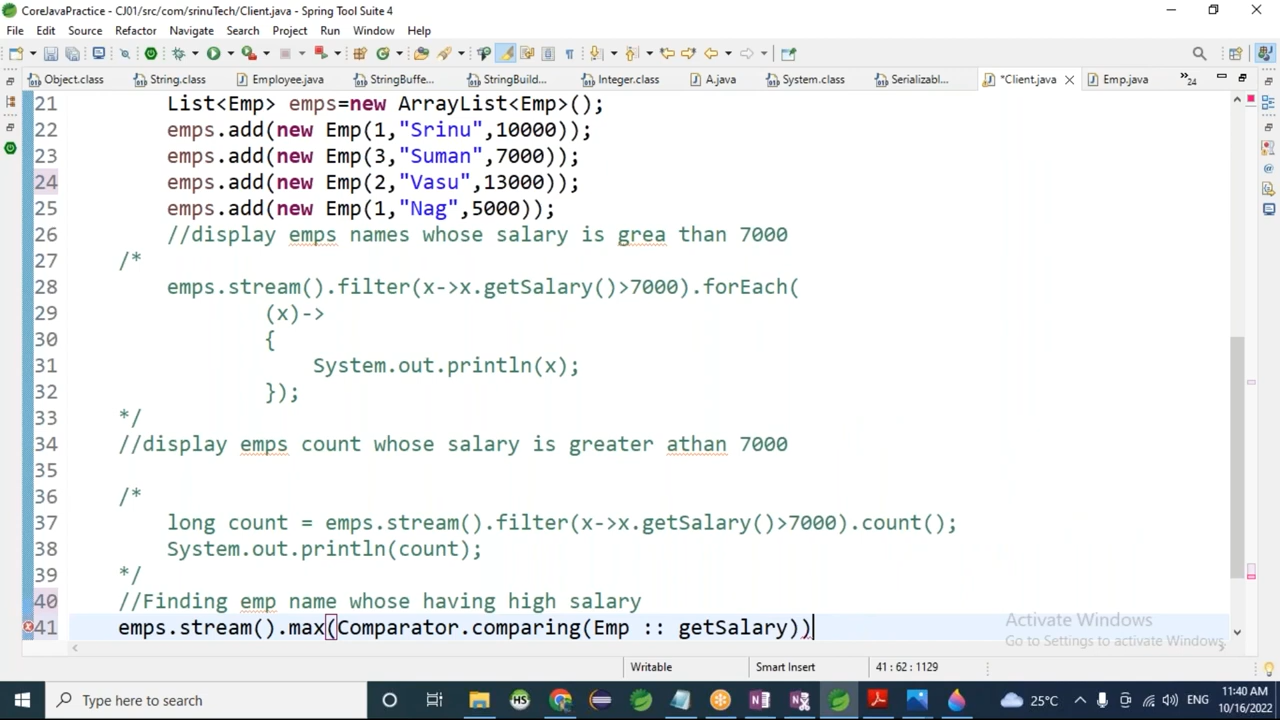 CoreJavaPractice - CJ01/src/com/srinuTech/Client.java - Spring Tool Suite 4
File Edit Source Refactor Navigate Search Project Run Window Help
Object.class String.class Employee.java StringBuffe... StringBuild... Integer.class A.java System.class Serializabl... *Client.java Emp.java »24
21 List<Emp> emps=new ArrayList<Emp>();
22 emps.add(new Emp(1,"Srinu",10000));
23 emps.add(new Emp(3,"Suman",7000));
24 emps.add(new Emp(2,"Vasu",13000));
25 emps.add(new Emp(1,"Nag",5000));
26 //display emps names whose salary is grea than 7000
27 /*
28 emps.stream().filter(x->x.getSalary()>7000).forEach(
29 (x)->
30 {
31 System.out.println(x);
32 });
33 */
34 //display emps count whose salary is greater athan 7000
35
36 /*
37 long count = emps.stream().filter(x->x.getSalary()>7000).count();
38 System.out.println(count);
39 */
40 //Finding emp name whose having high salary
41 emps.stream().max(Comparator.comparing(Emp :: getSalary))
Activate Windows
Go to Settings to activate Windows.
Writable Smart Insert 41 : 62 : 1129
Type here to search
25°C ENG 11:40 AM
10/16/2022